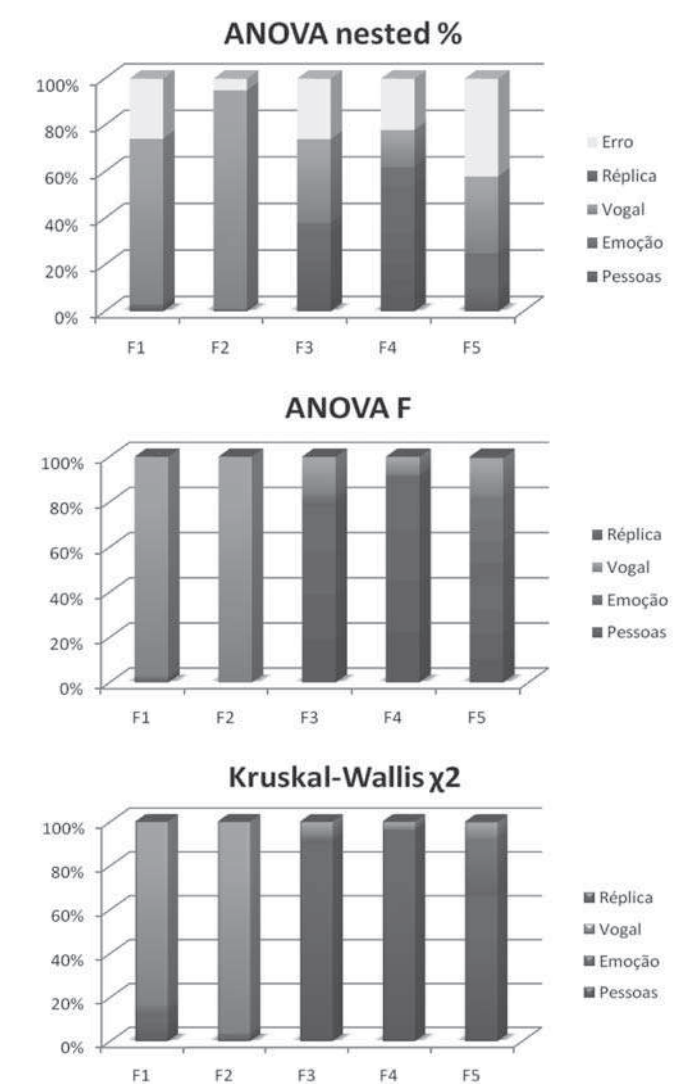 ANOVA nested %
100%
80%
60%
40%
20%
0%
F1 F2 F3 F4 F5
Erro
Réplica
Vogal
Emoção
Pessoas
ANOVA F
100%
80%
60%
40%
20%
0%
F1 F2 F3 F4 F5
Réplica
Vogal
Emoção
Pessoas
Kruskal-Wallis χ2
100%
80%
60%
40%
20%
0%
F1 F2 F3 F4 F5
Réplica
Vogal
Emoção
Pessoas